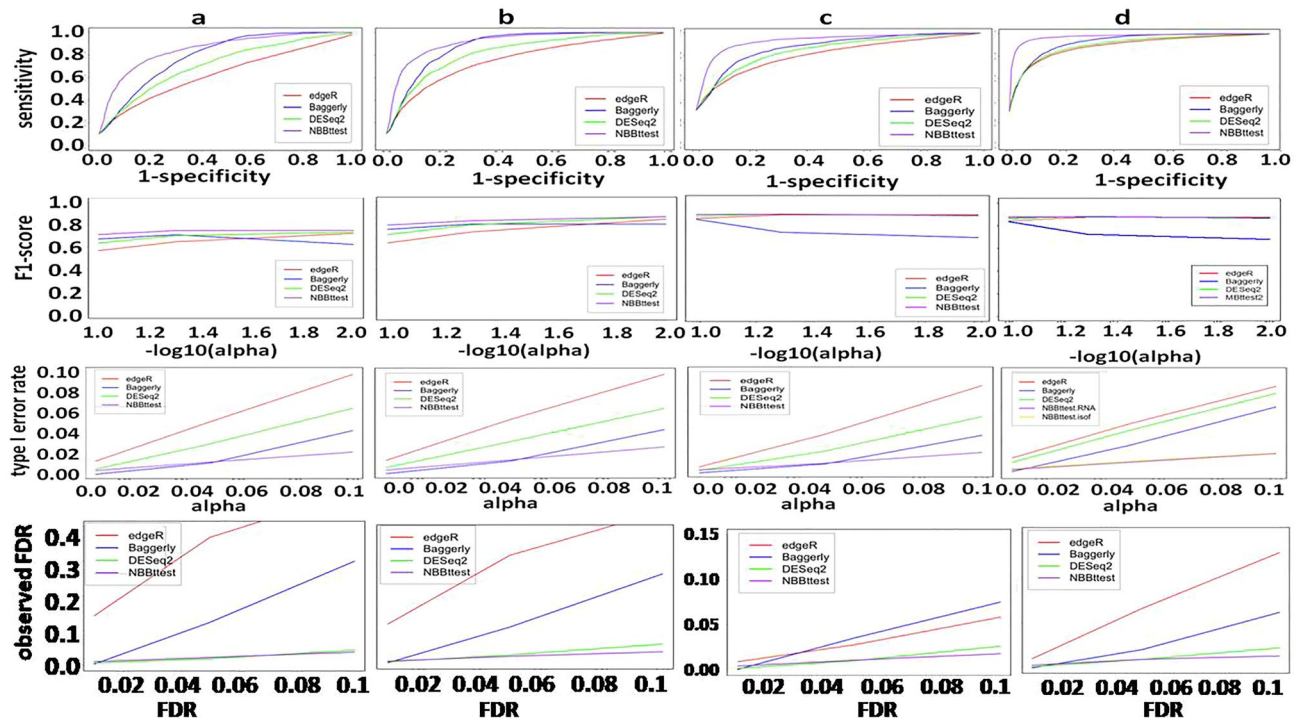 a b c d
sensitivity
1.0
0.8
0.6
0.4
0.2
0.0
edgeR
Baggerly
DESeq2
NBBttest
edgeR
Baggerly
DESeq2
NBBttest
edgeR
Baggerly
DESeq2
NBBttest
edgeR
Baggerly
DESeq2
NBBttest
0.0 0.2 0.4 0.6 0.8 1.0
0.0 0.2 0.4 0.6 0.8 1.0
0.0 0.2 0.4 0.6 0.8 1.0
0.0 0.2 0.4 0.6 0.8 1.0
1-specificity 1-specificity 1-specificity 1-specificity
F1-score
1.0
0.8
0.6
0.4
0.2
0.0
edgeR
Baggerly
DESeq2
NBBttest
edgeR
Baggerly
DESeq2
NBBttest
edgeR
Baggerly
DESeq2
NBBttest
edgeR
Baggerly
DESeq2
MBttest2
1.0 1.2 1.4 1.6 1.8 2.0
1.0 1.2 1.4 1.6 1.8 2.0
1.0 1.2 1.4 1.6 1.8 2.0
1.0 1.2 1.4 1.6 1.8 2.0
-log10(alpha) -log10(alpha) -log10(alpha) -log10(alpha)
type I error rate
0.10
0.08
0.06
0.04
0.02
0.00
edgeR
Baggerly
DESeq2
NBBttest
edgeR
Baggerly
DESeq2
NBBttest
edgeR
Baggerly
DESeq2
NBBttest
edgeR
Baggerly
DESeq2
NBBttest.RNA
NBBttest.isof
0.0 0.02 0.04 0.06 0.08 0.1
0.0 0.02 0.04 0.06 0.08 0.1
0.0 0.02 0.04 0.06 0.08 0.1
0.0 0.02 0.04 0.06 0.08 0.1
alpha alpha alpha alpha
observed FDR
0.4
0.3
0.2
0.1
0.0
edgeR
Baggerly
DESeq2
NBBttest
edgeR
Baggerly
DESeq2
NBBttest
0.15
0.10
0.05
0.00
edgeR
Baggerly
DESeq2
NBBttest
edgeR
Baggerly
DESeq2
NBBttest
0.02 0.04 0.06 0.08 0.1
0.02 0.04 0.06 0.08 0.1
0.02 0.04 0.06 0.08 0.1
0.02 0.04 0.06 0.08 0.1
FDR FDR FDR FDR